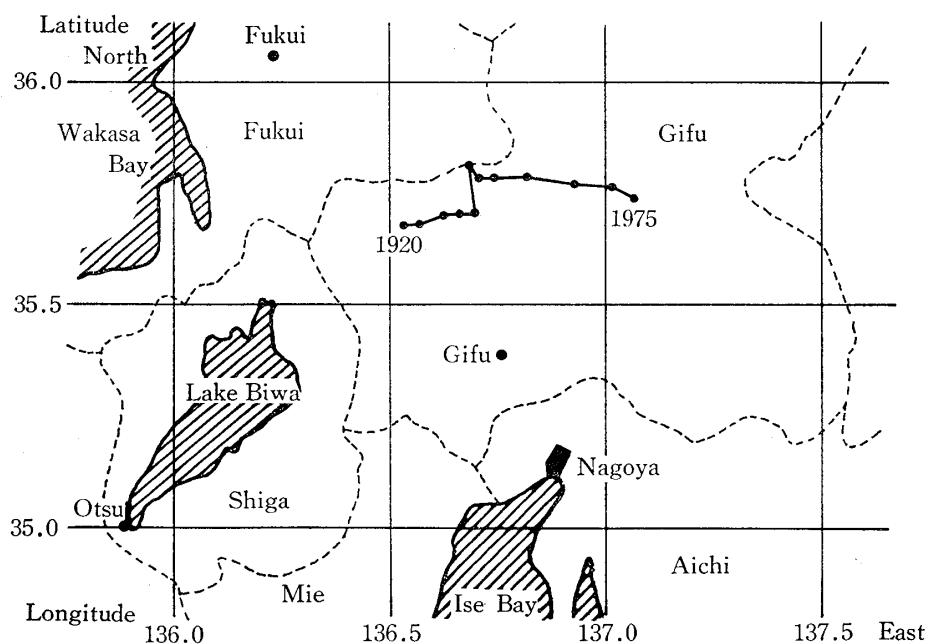 Latitude
North
Fukui
36.0
Wakasa
Bay
Fukui
Gifu
1920
1975
35.5
Gifu
Lake Biwa
Nagoya
Otsu
Shiga
35.0
Aichi
Mie
Ise Bay
Longitude
136.0
136.5
137.0
137.5
East